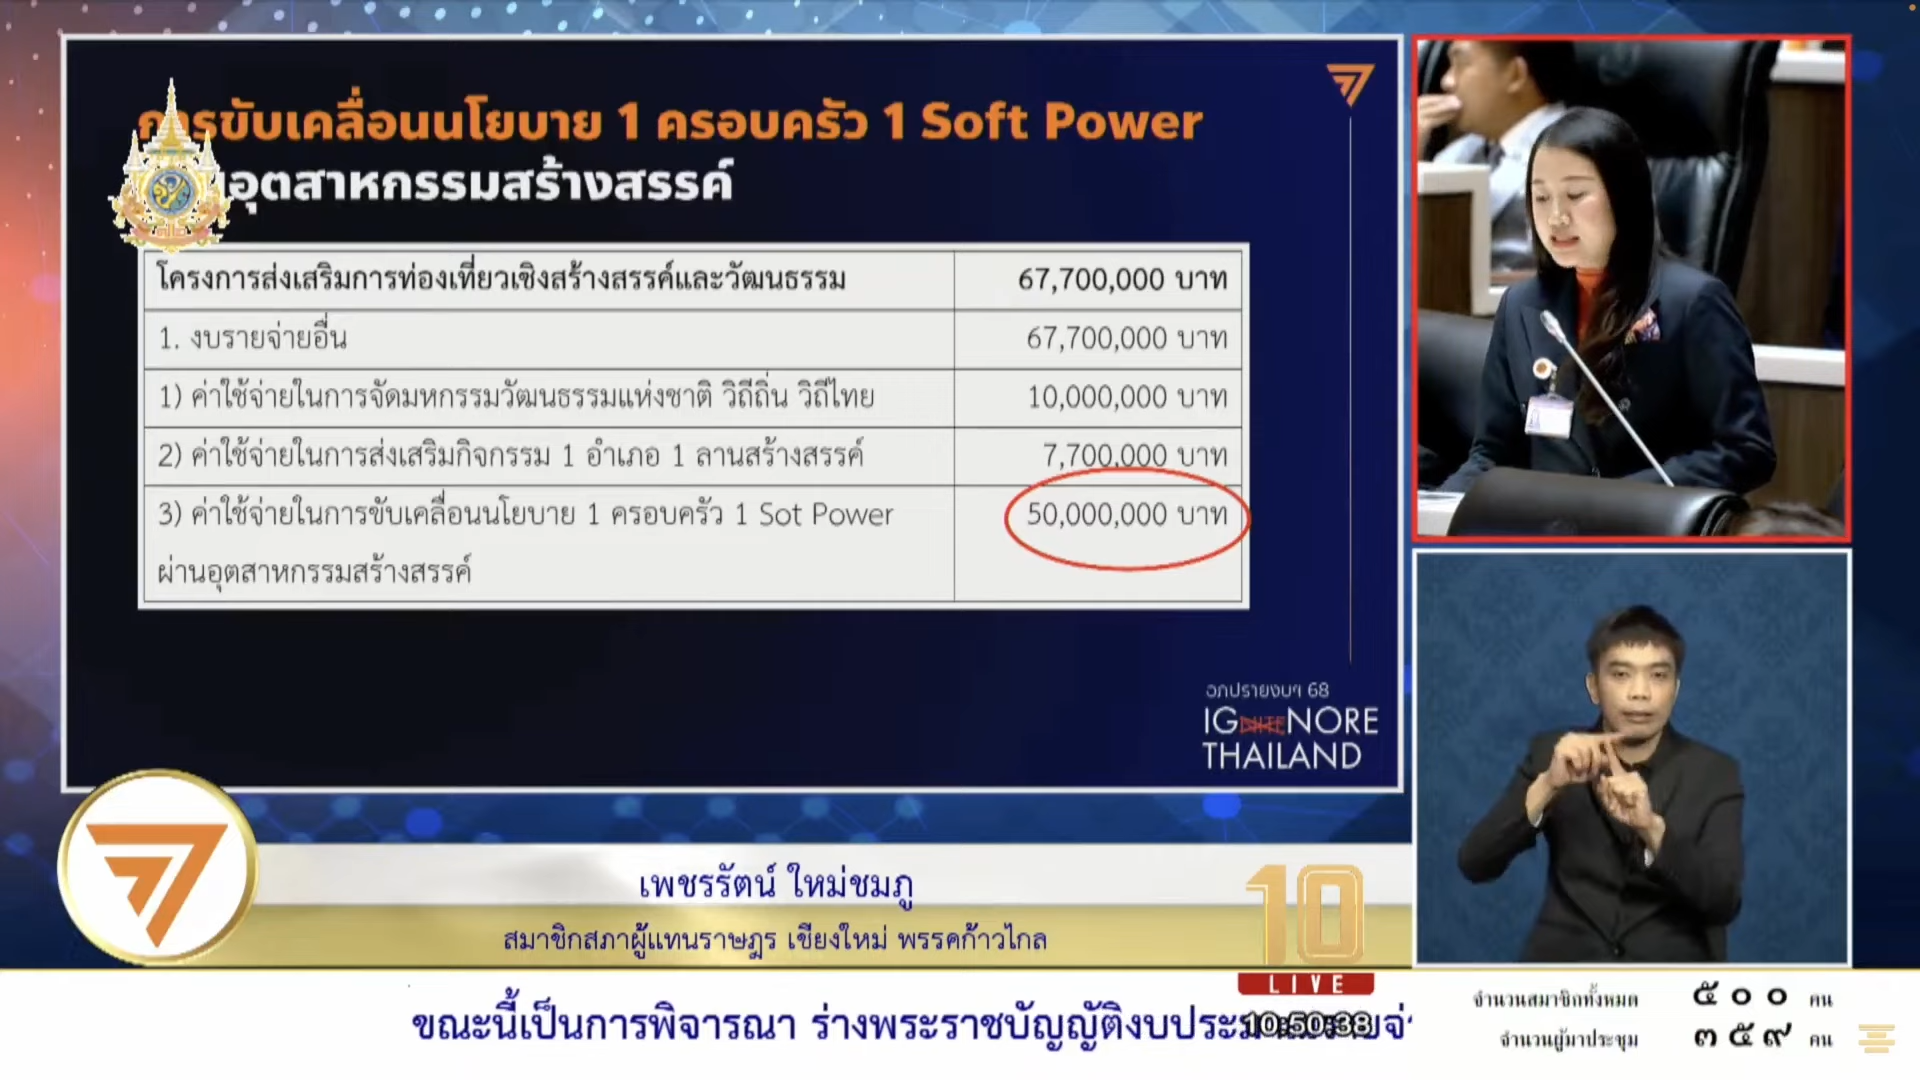 การขับเคลื่อนนโยบาย 1 ครอบครัว 1 Soft Power
อุตสาหกรรมสร้างสรรค์
โครงการส่งเสริมการท่องเที่ยวเชิงสร้างสรรค์และวัฒนธรรม 67,700,000 บาท
1. งบรายจ่ายอื่น 67,700,000 บาท
1) ค่าใช้จ่ายในการจัดมหกรรมวัฒนธรรมแห่งชาติ วิถีถิ่น วิถีไทย 10,000,000 บาท
2) ค่าใช้จ่ายในการส่งเสริมกิจกรรม 1 อำเภอ 1 ลานสร้างสรรค์ 7,700,000 บาท
3) ค่าใช้จ่ายในการขับเคลื่อนนโยบาย 1 ครอบครัว 1 Sot Power 50,000,000 บาท
ผ่านอุตสาหกรรมสร้างสรรค์
อภิปรายงบฯ 68
IGNITENORE
THAILAND
เพชรรัตน์ ใหม่ชมภู
สมาชิกสภาผู้แทนราษฎร เชียงใหม่ พรรคก้าวไกล
10
LIVE
10:50:38
ขณะนี้เป็นการพิจารณา ร่างพระราชบัญญัติงบประม
จำนวนสมาชิกทั้งหมด ๕๐๐ คน
จำนวนผู้มาประชุม ๓๕๙ คน